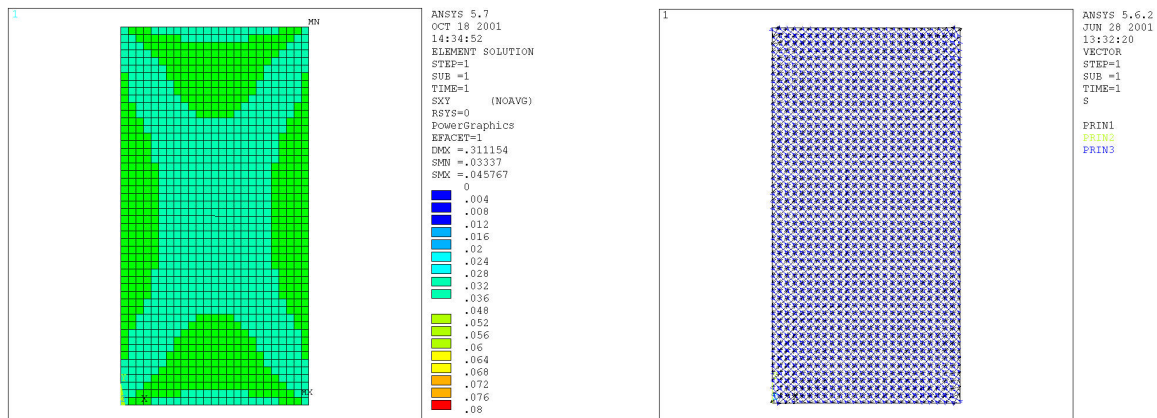 1
MN
MX
X
ANSYS 5.7
OCT 18 2001
14:34:52
ELEMENT SOLUTION
STEP=1
SUB =1
TIME=1
SXY (NOAVG)
RSYS=0
PowerGraphics
EFACET=1
DMX =.311154
SMN =.03337
SMX =.045767
0
.004
.008
.012
.016
.02
.024
.028
.032
.036
.048
.052
.056
.06
.064
.068
.072
.076
.08
1
ANSYS 5.6.2
JUN 28 2001
13:32:20
VECTOR
STEP=1
SUB =1
TIME=1
S
PRIN1
PRIN2
PRIN3